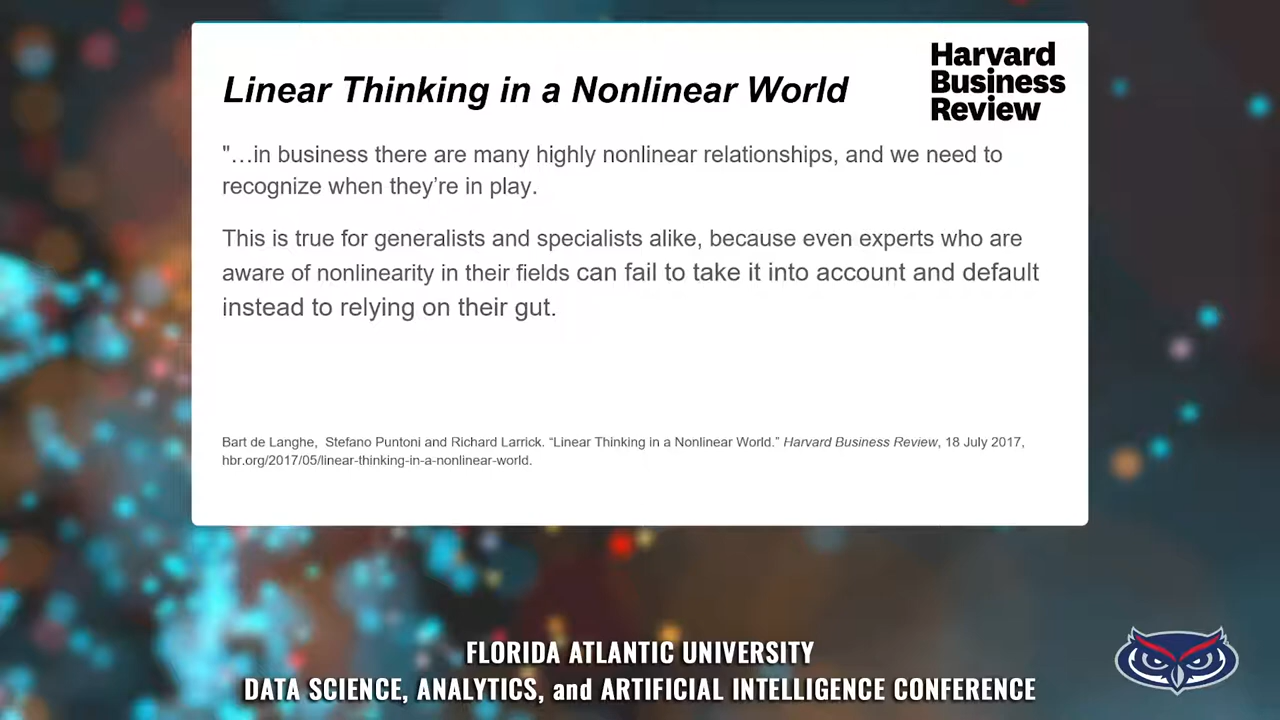 Linear Thinking in a Nonlinear World
Harvard
Business
Review
"…in business there are many highly nonlinear relationships, and we need to
recognize when they’re in play.
This is true for generalists and specialists alike, because even experts who are
aware of nonlinearity in their fields can fail to take it into account and default
instead to relying on their gut.
Bart de Langhe,  Stefano Puntoni and Richard Larrick. “Linear Thinking in a Nonlinear World.” Harvard Business Review, 18 July 2017,
hbr.org/2017/05/linear-thinking-in-a-nonlinear-world.
FLORIDA ATLANTIC UNIVERSITY
DATA SCIENCE, ANALYTICS, and ARTIFICIAL INTELLIGENCE CONFERENCE